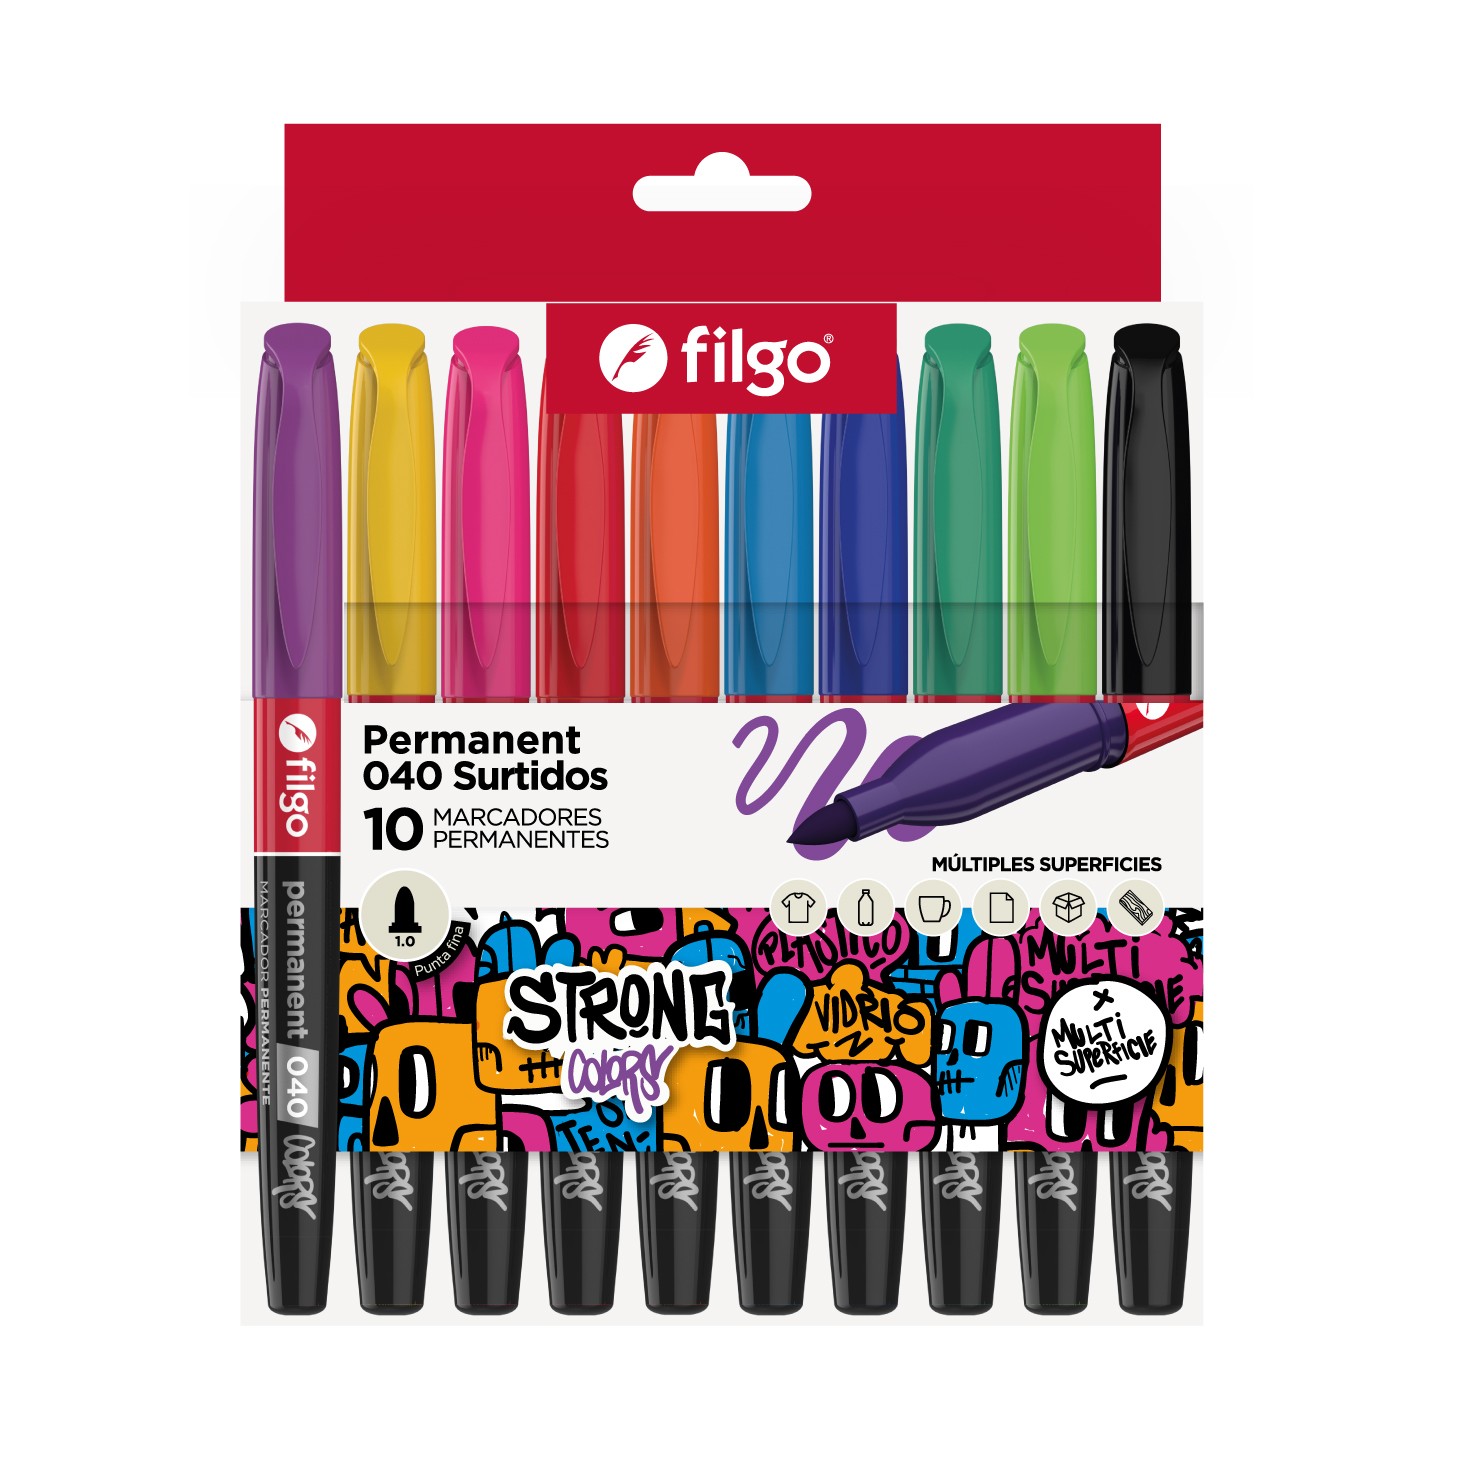 filgo®
filgo
permanent 040 Colors
MARCADOR PERMANENTE
Permanent
040 Surtidos
10 MARCADORES
PERMANENTES
1.0
Punta fina
MÚLTIPLES SUPERFICIES
PLASTICO
MULTI
STRONG
COLORS
VIDRIO
MULTI
SUPERFICIE